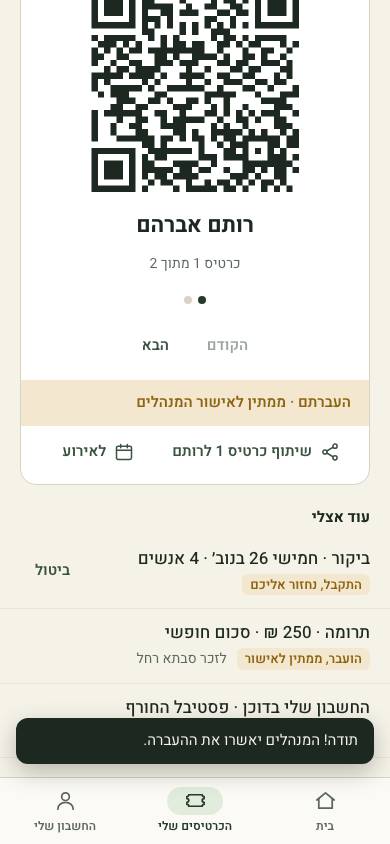 רותם אברהם
כרטיס 1 מתוך 2
הקודם
הבא
העברתם · ממתין לאישור המנהלים
שיתוף כרטיס 1 לרותם
לאירוע
עוד אצלי
ביקור · חמישי 26 בנוב׳ · 4 אנשים
התקבל, נחזור אליכם
ביטול
תרומה · 250 ₪ · סכום חופשי
הועבר, ממתין לאישור
לזכר סבתא רחל
החשבון שלי בדוכן · פסטיבל החורף
תודה! המנהלים יאשרו את ההעברה.
בית
הכרטיסים שלי
החשבון שלי